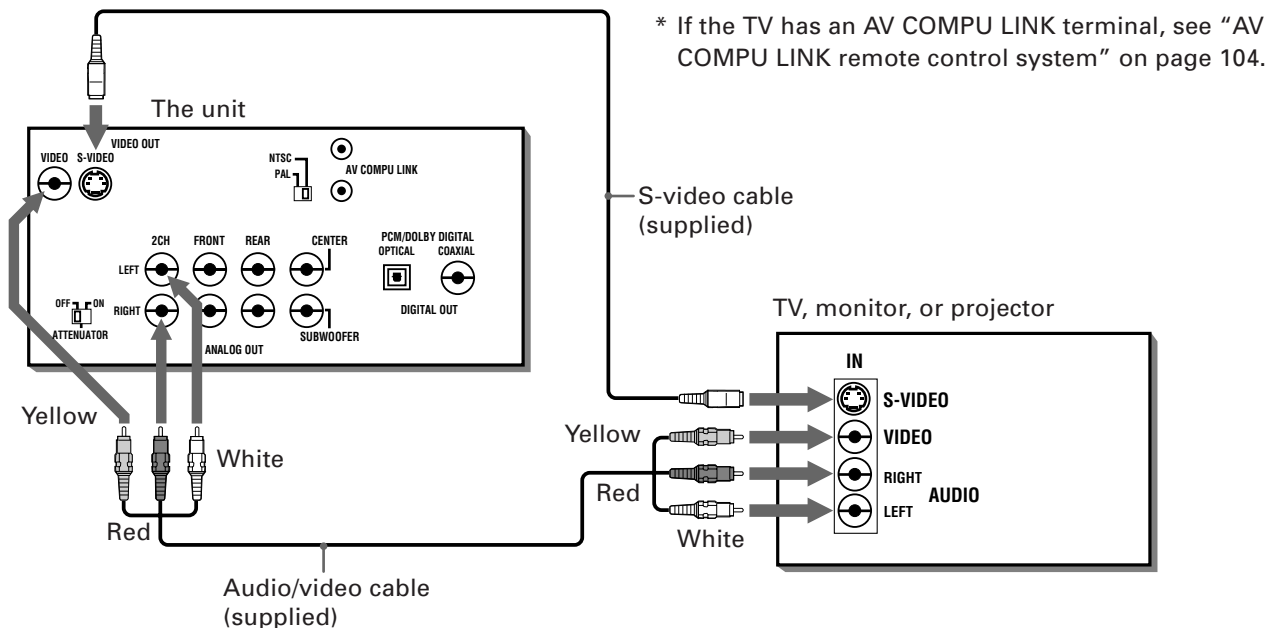 * If the TV has an AV COMPU LINK terminal, see “AV
COMPU LINK remote control system” on page 104.
The unit
VIDEO OUT
VIDEO S-VIDEO
NTSC
PAL
AV COMPU LINK
S-video cable
(supplied)
2CH FRONT REAR CENTER
PCM/DOLBY DIGITAL
OPTICAL COAXIAL
LEFT
OFF ON
RIGHT
DIGITAL OUT
ATTENUATOR
SUBWOOFER
ANALOG OUT
TV, monitor, or projector
IN
S-VIDEO
Yellow
Yellow
VIDEO
White
RIGHT
Red
AUDIO
LEFT
Red
White
Audio/video cable
(supplied)